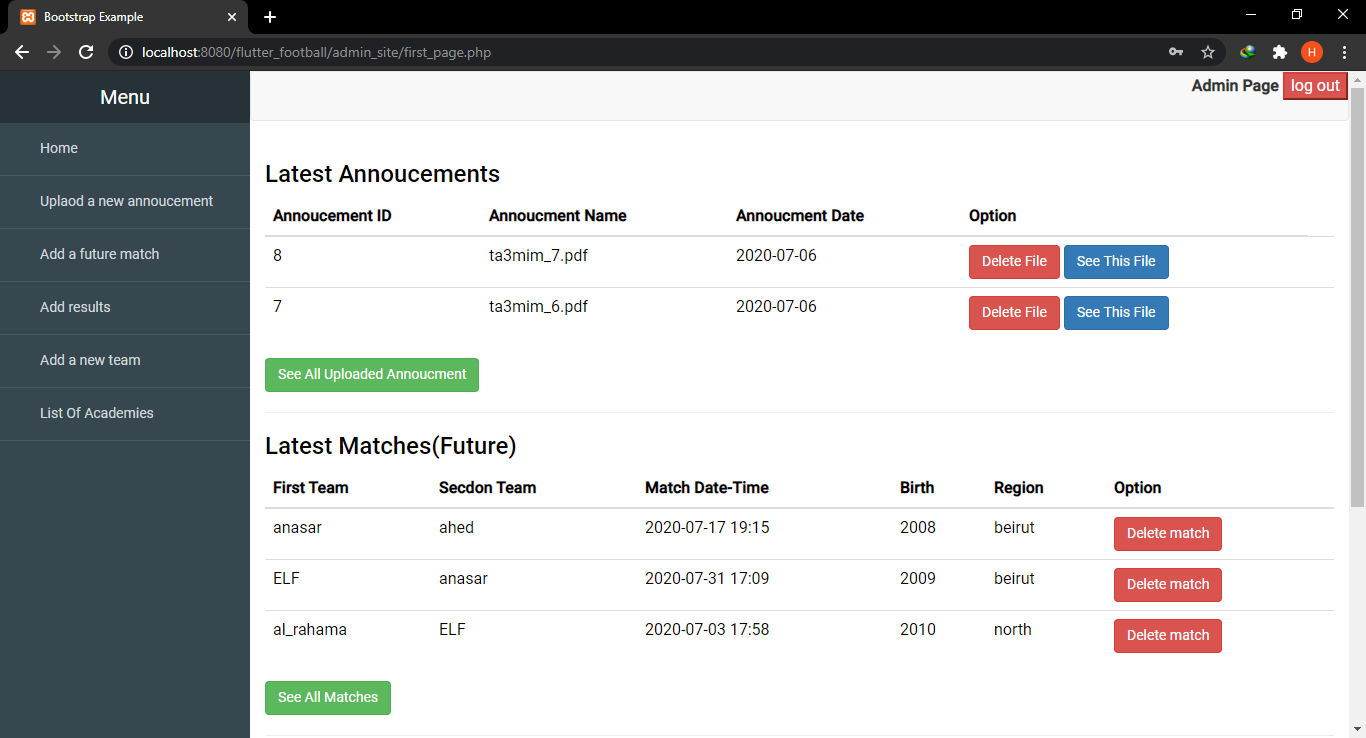 Bootstrap Example
localhost:8080/flutter_football/admin_site/first_page.php
H
Menu
Admin Page log out
Home
Uplaod a new annoucement
Add a future match
Add results
Add a new team
List Of Academies
Latest Annoucements
Annoucement ID Annoucment Name Annoucment Date Option
8 ta3mim_7.pdf 2020-07-06 Delete File See This File
7 ta3mim_6.pdf 2020-07-06 Delete File See This File
See All Uploaded Annoucment
Latest Matches(Future)
First Team Secdon Team Match Date-Time Birth Region Option
anasar ahed 2020-07-17 19:15 2008 beirut Delete match
ELF anasar 2020-07-31 17:09 2009 beirut Delete match
al_rahama ELF 2020-07-03 17:58 2010 north Delete match
See All Matches